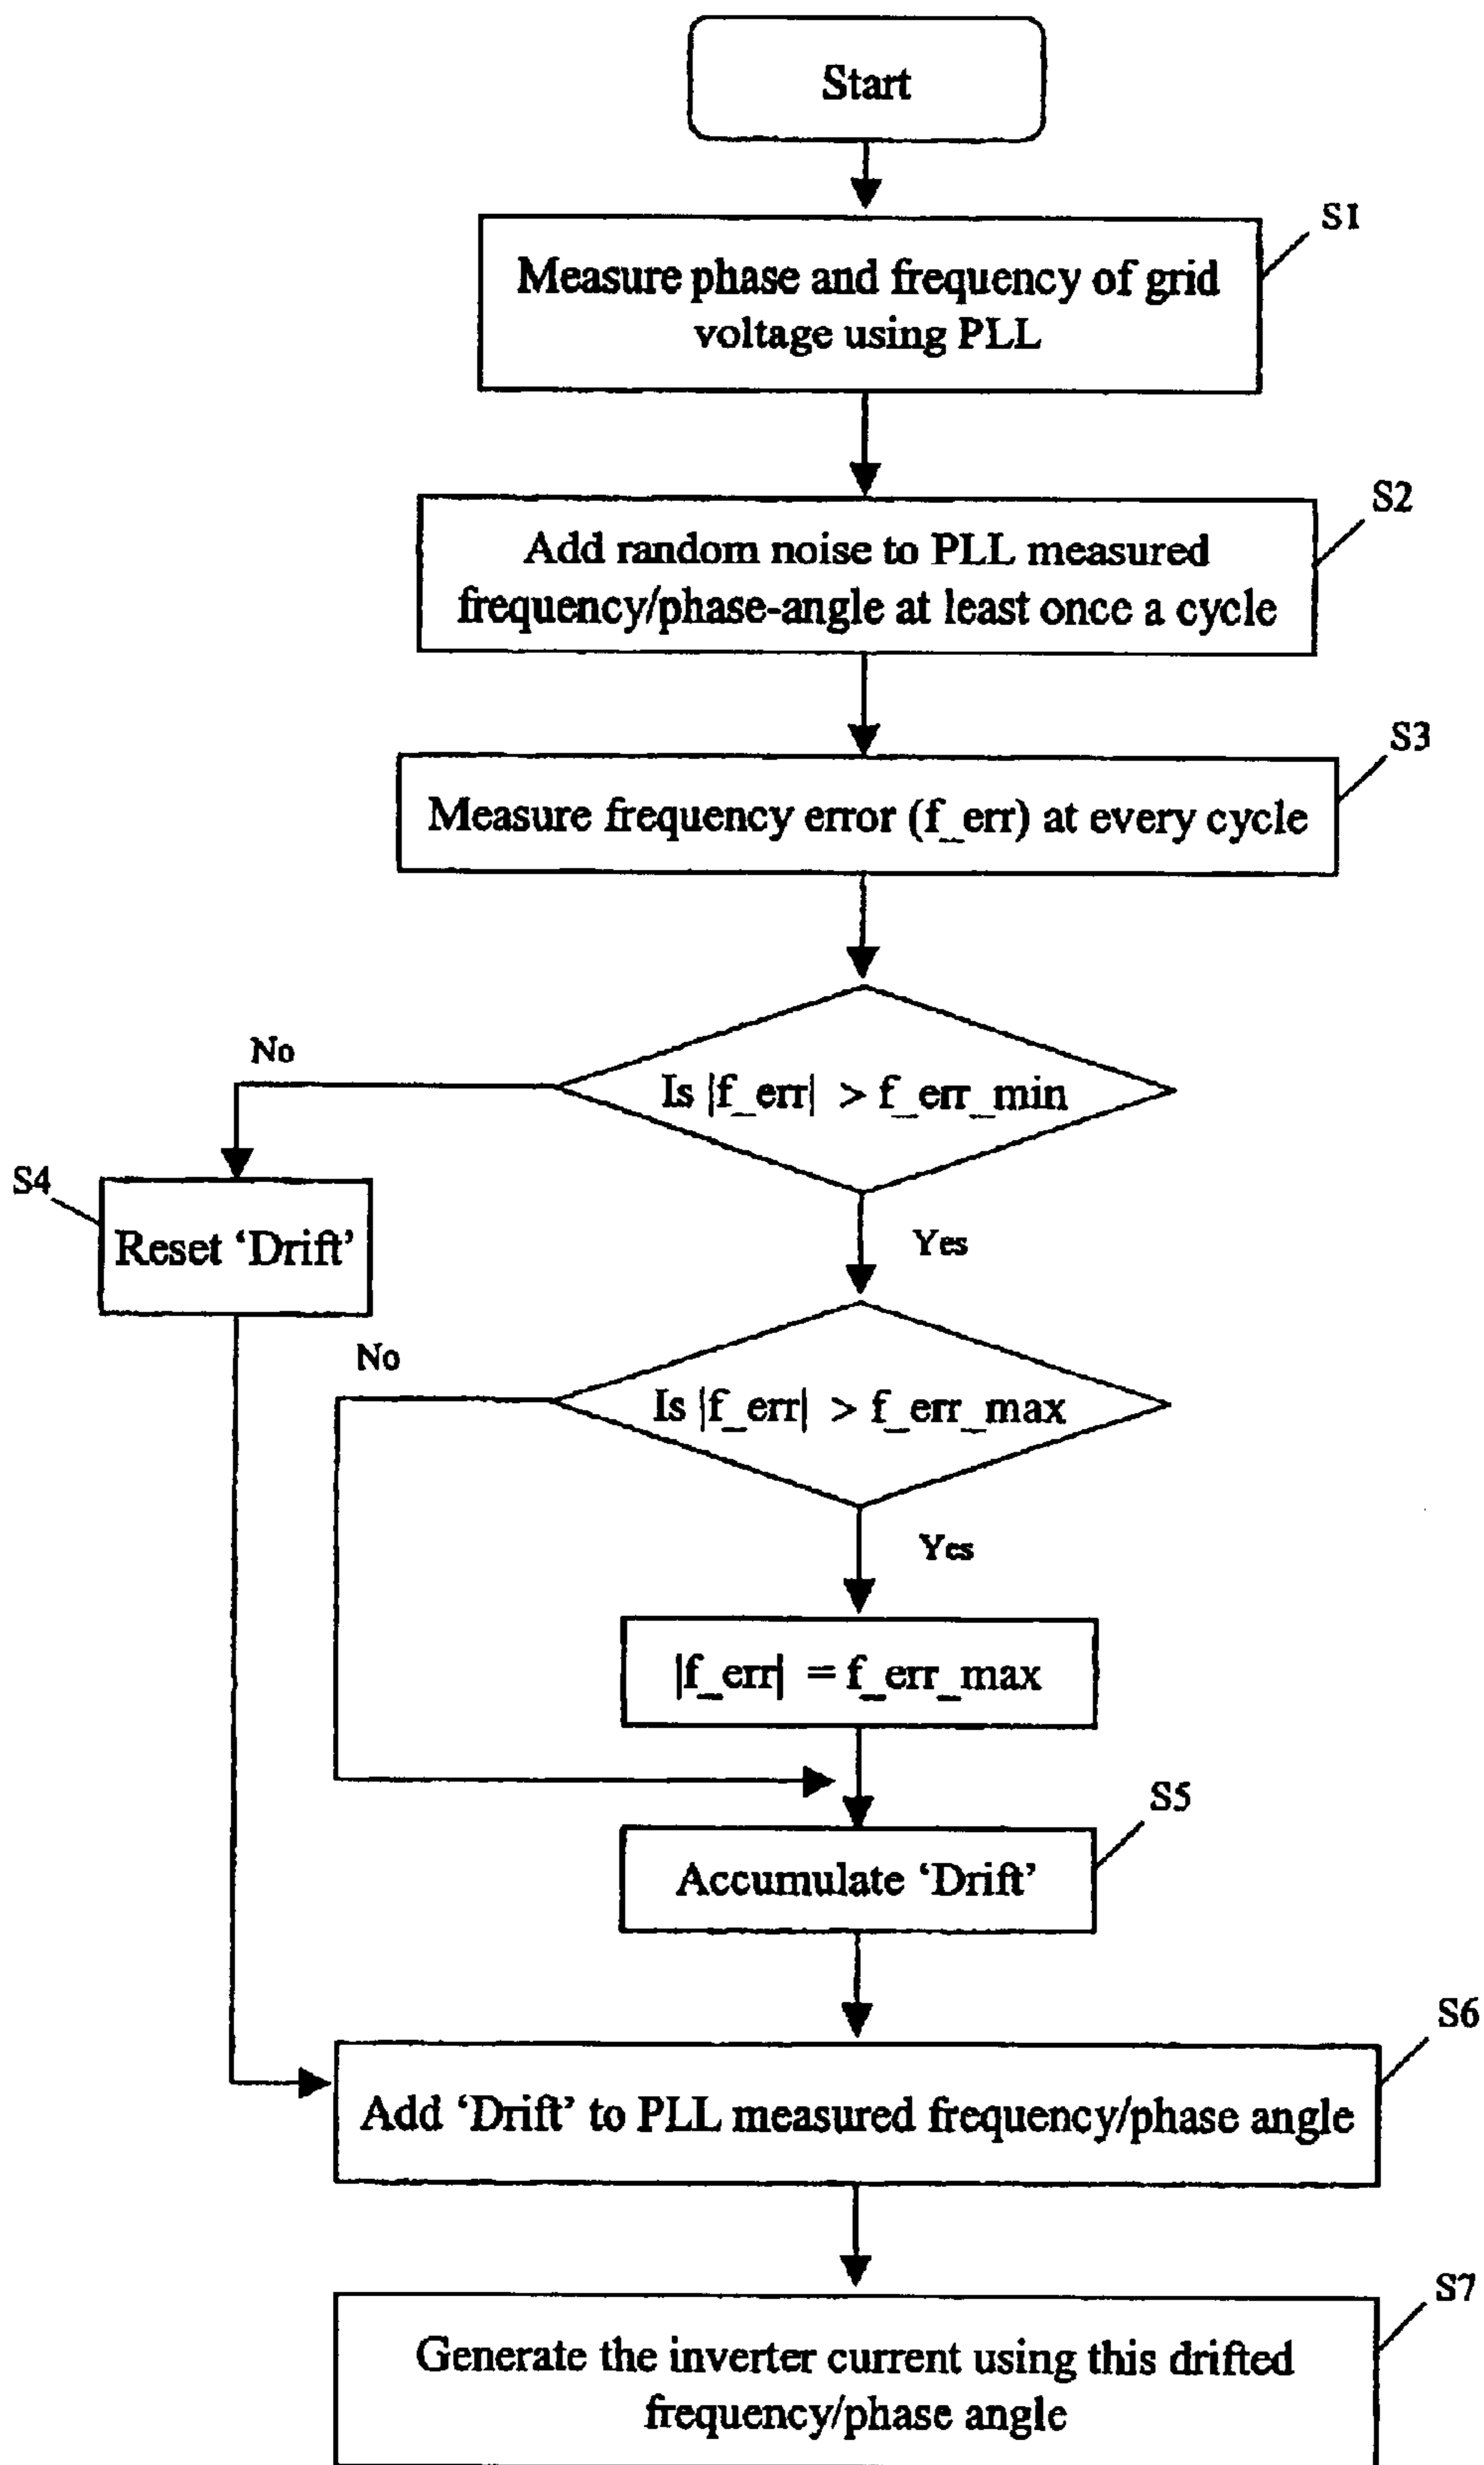 Start
S1
Measure phase and frequency of grid
voltage using PLL
S2
Add random noise to PLL measured
frequency/phase-angle at least once a cycle
S3
Measure frequency error (f_err) at every cycle
No
Is |f_err| > f_err_min
S4
Reset ‘Drift’
Yes
No
Is |f_err| > f_err_max
Yes
|f_err| = f_err_max
S5
Accumulate ‘Drift’
S6
Add ‘Drift’ to PLL measured frequency/phase angle
S7
Generate the inverter current using this drifted
frequency/phase angle